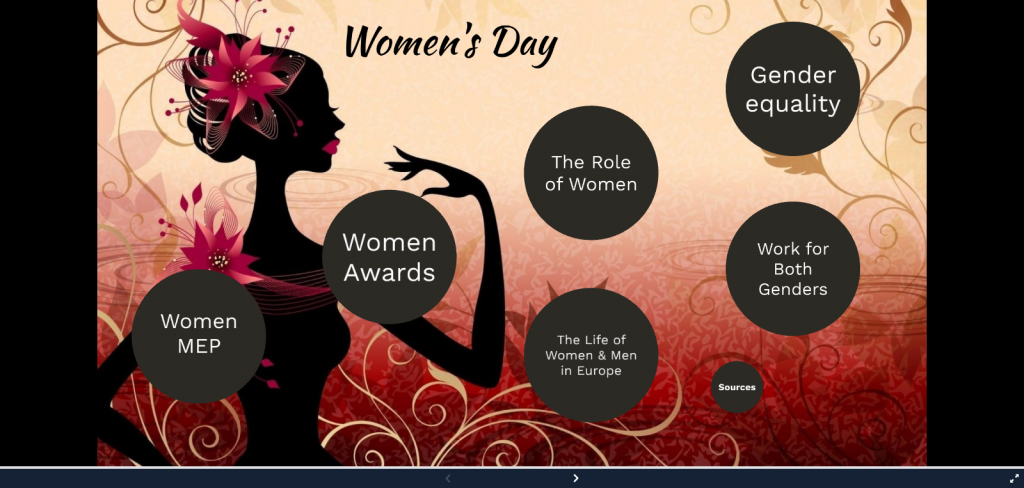 Women's Day
Gender
equality
The Role
of Women
Women
Awards
Work for
Both
Genders
Women
MEP
The Life of
Women & Men
in Europe
Sources